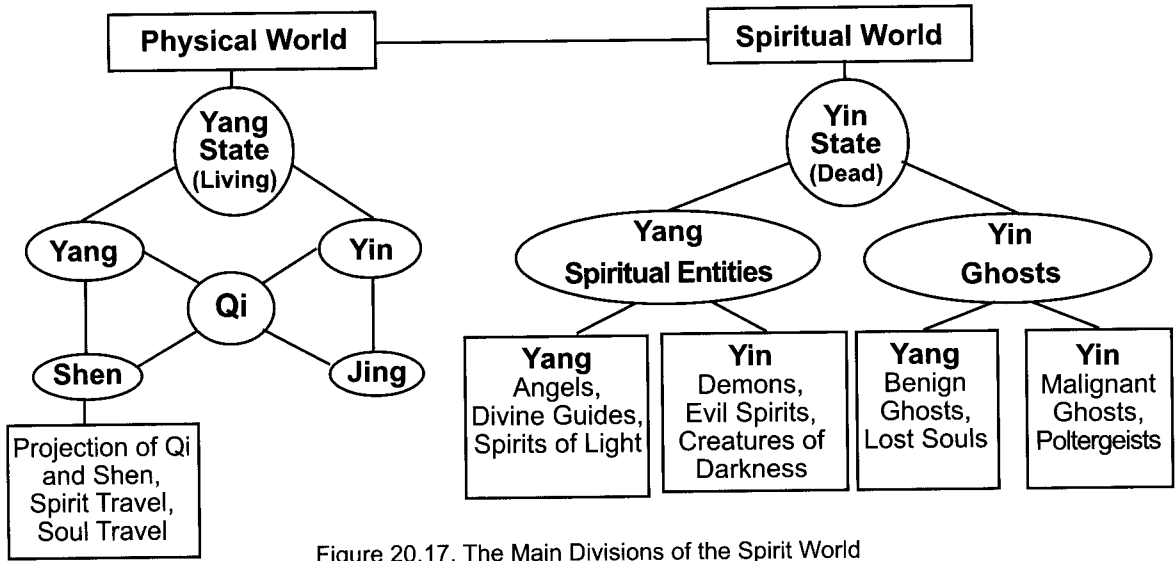 Physical World
Spiritual World
Yang
State
(Living)
Yin
State
(Dead)
Yang
Yin
Qi
Shen
Jing
Projection of Qi
and Shen,
Spirit Travel,
Soul Travel
Yang
Spiritual Entities
Yin
Ghosts
Yang
Angels,
Divine Guides,
Spirits of Light
Yin
Demons,
Evil Spirits,
Creatures of
Darkness
Yang
Benign
Ghosts,
Lost Souls
Yin
Malignant
Ghosts,
Poltergeists
Figure 20.17. The Main Divisions of the Spirit World